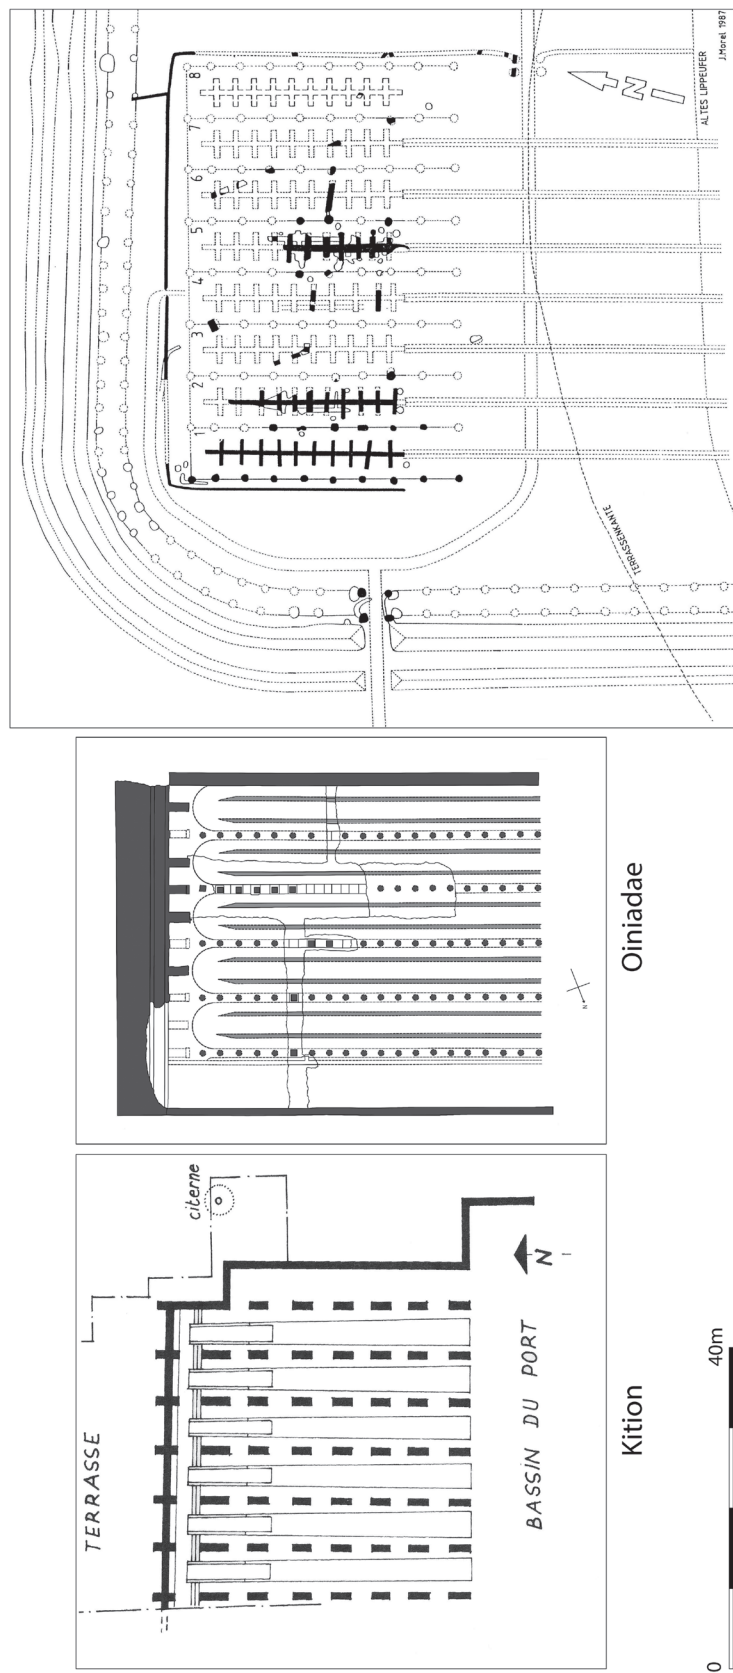 J.Morel 1987
ALTES LIPPEUFER
N
8
7
6
5
4
3
2
1
TERRASSENKANTE
Oiniadae
N
citerne
N
TERRASSE
BASSIN DU PORT
Kition
40m
0